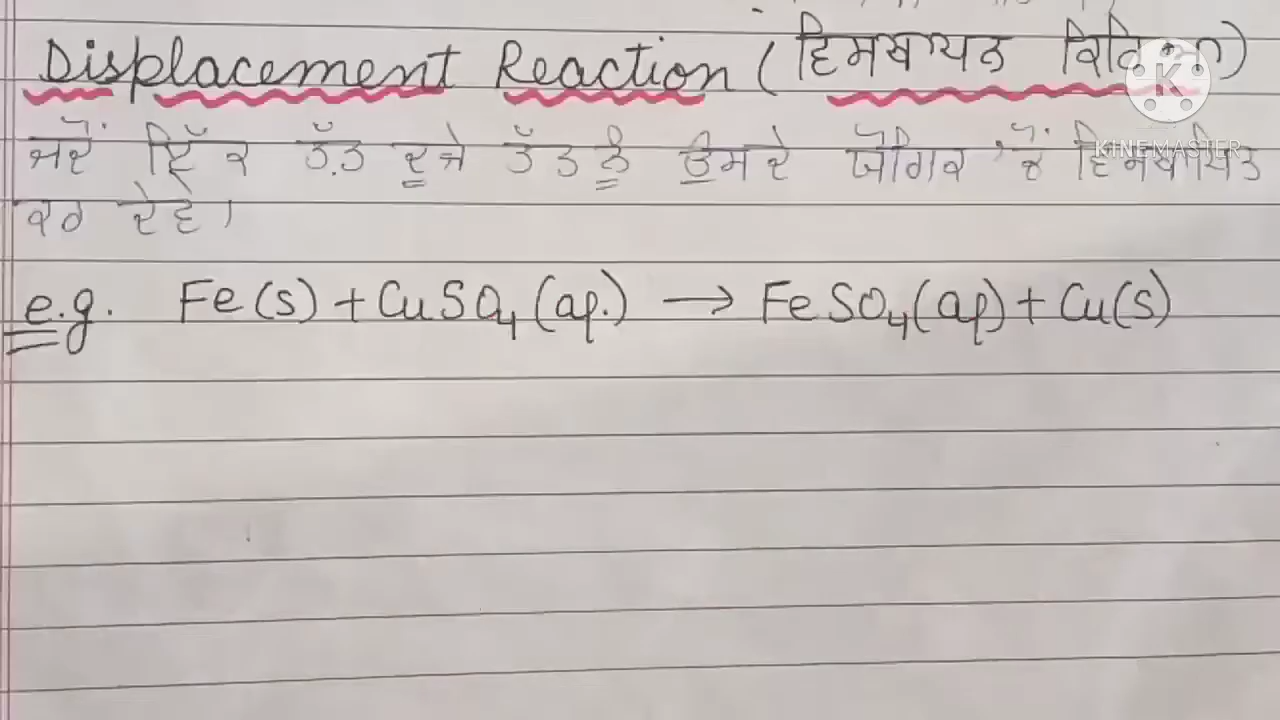 Displacement Reaction (ਵਿਸਥਾਪਨ
ਜਦੋਂ ਇੱਕ ਤੱਤ ਦੂਜੇ ਤੱਤ ਨੂੰ ਉਸਦੇ ਯੋਗਿਕ 'ਚੋਂ ਵਿਸਥਾਪਿਤ
ਕਰ ਦੇਵੇ।
e.g. Fe(s) + CuSO₄ (aq.) → FeSO₄(aq) + Cu(s)
KINEMASTER